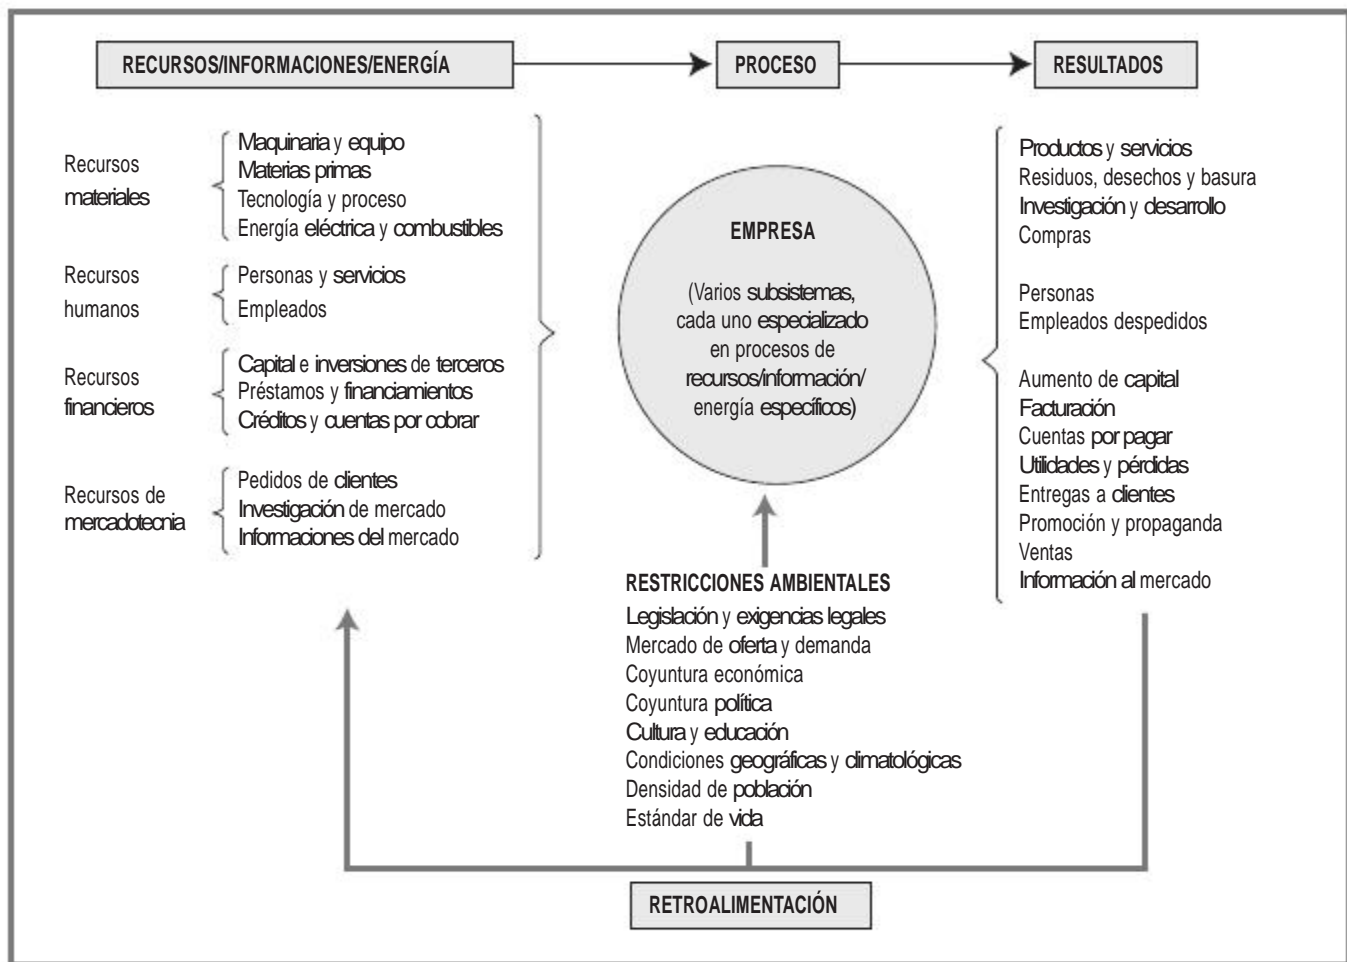 RECURSOS/INFORMACIONES/ENERGÍA
PROCESO
RESULTADOS
Recursos
materiales
Maquinaria y equipo
Materias primas
Tecnología y proceso
Energía eléctrica y combustibles
Recursos
humanos
Personas y servicios
Empleados
Recursos
financieros
Capital e inversiones de terceros
Préstamos y financiamientos
Créditos y cuentas por cobrar
Recursos de
mercadotecnia
Pedidos de clientes
Investigación de mercado
Informaciones del mercado
EMPRESA
(Varios subsistemas,
cada uno especializado
en procesos de
recursos/información/
energía específicos)
RESTRICCIONES AMBIENTALES
Legislación y exigencias legales
Mercado de oferta y demanda
Coyuntura económica
Coyuntura política
Cultura y educación
Condiciones geográficas y climatológicas
Densidad de población
Estándar de vida
Productos y servicios
Residuos, desechos y basura
Investigación y desarrollo
Compras
Personas
Empleados despedidos
Aumento de capital
Facturación
Cuentas por pagar
Utilidades y pérdidas
Entregas a clientes
Promoción y propaganda
Ventas
Información al mercado
RETROALIMENTACIÓN